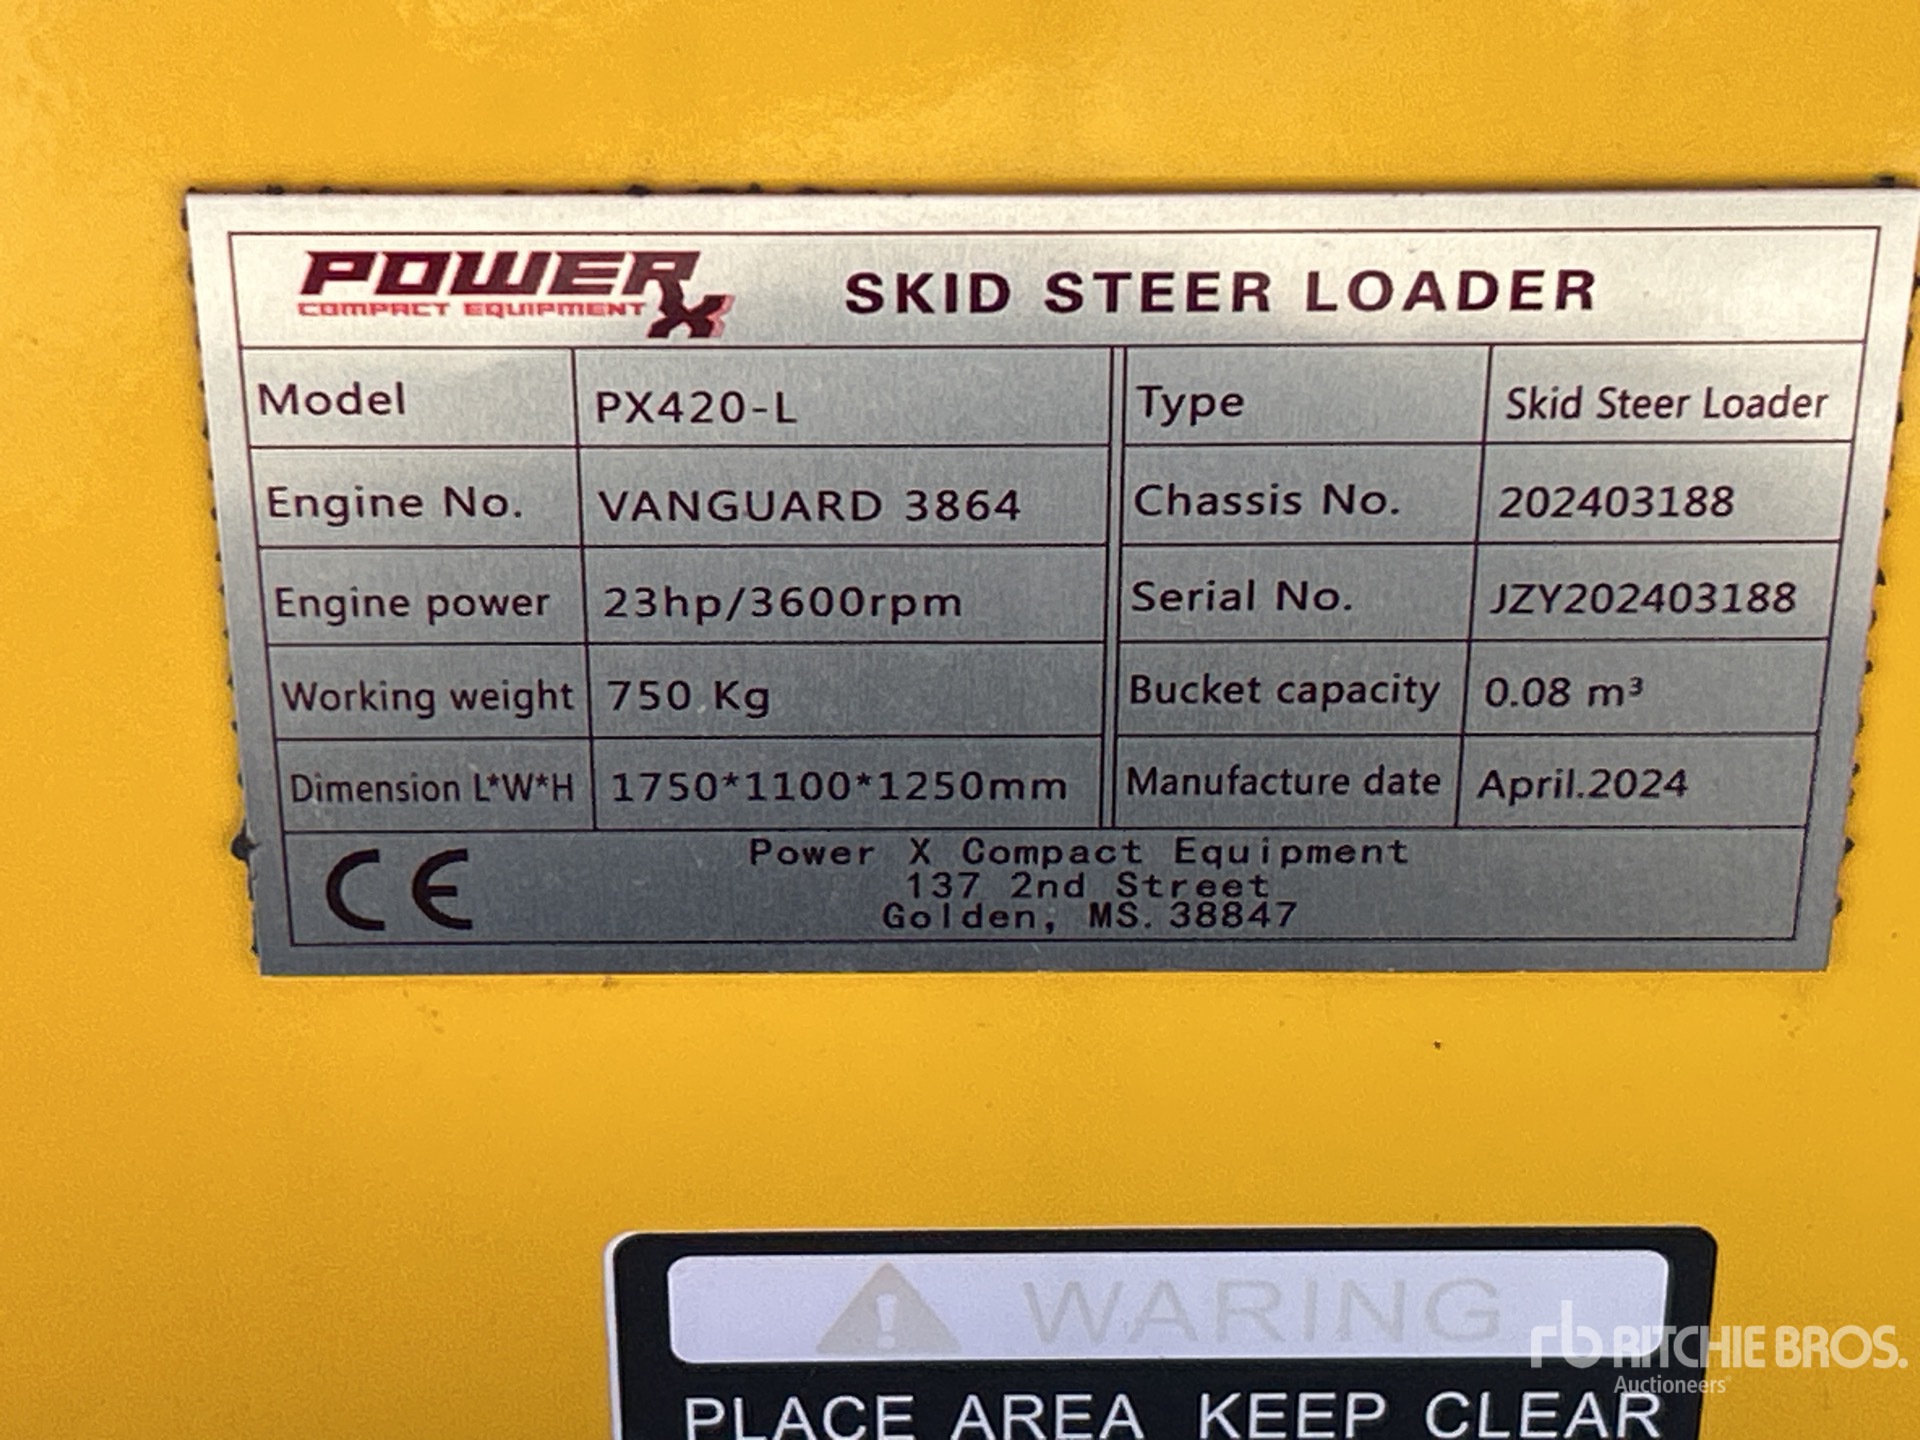 POWER X
COMPACT EQUIPMENT
SKID STEER LOADER
Model PX420-L Type Skid Steer Loader
Engine No. VANGUARD 3864 Chassis No. 202403188
Engine power 23hp/3600rpm Serial No. JZY202403188
Working weight 750 Kg Bucket capacity 0.08 m³
Dimension L*W*H 1750*1100*1250mm Manufacture date April.2024
CE
Power X Compact Equipment
137 2nd Street
Golden, MS. 38847
WARING
PLACE AREA KEEP CLEAR
rb RITCHIE BROS.
Auctioneers